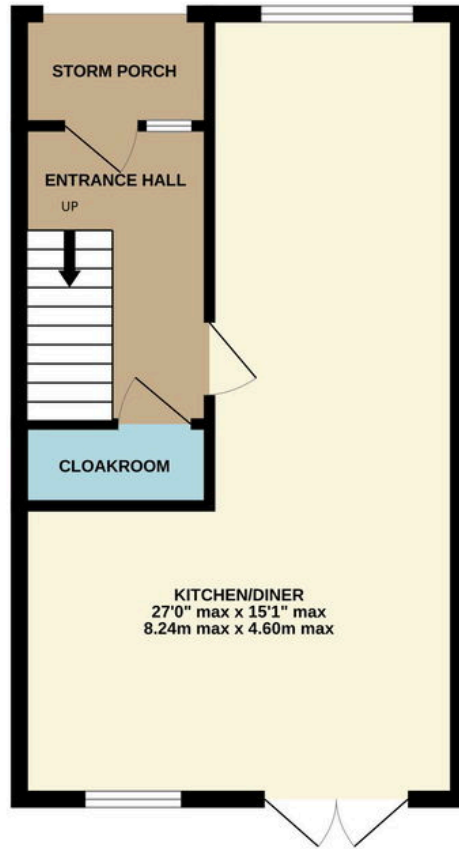 STORM PORCH
ENTRANCE HALL
UP
CLOAKROOM
KITCHEN/DINER
27'0" max x 15'1" max
8.24m max x 4.60m max